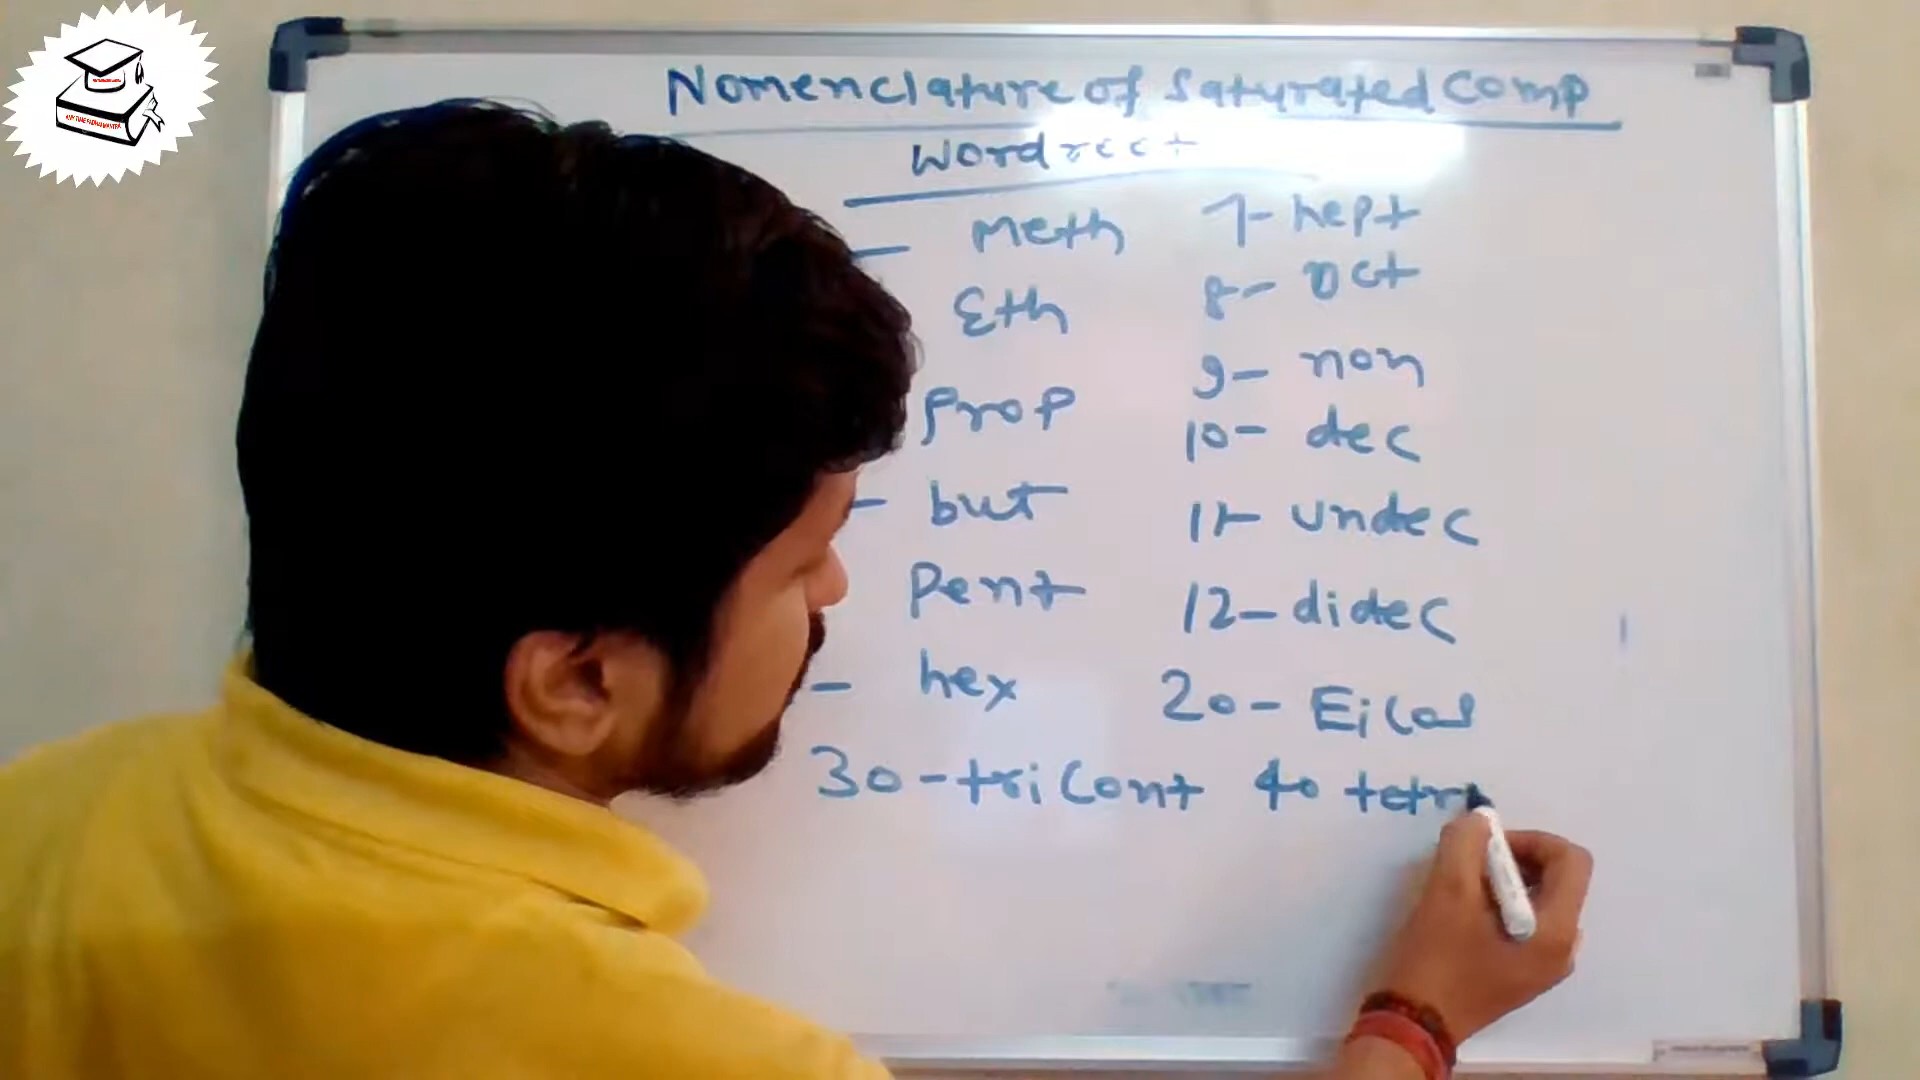 Nomenclature of Saturated Comp
Word root
– Meth
Eth
Prop
– but
Pent
– hex
7- hept
8- oct
9- non
10- dec
11- undec
12- didec
20- Eicos
30- tricont 40 tetr